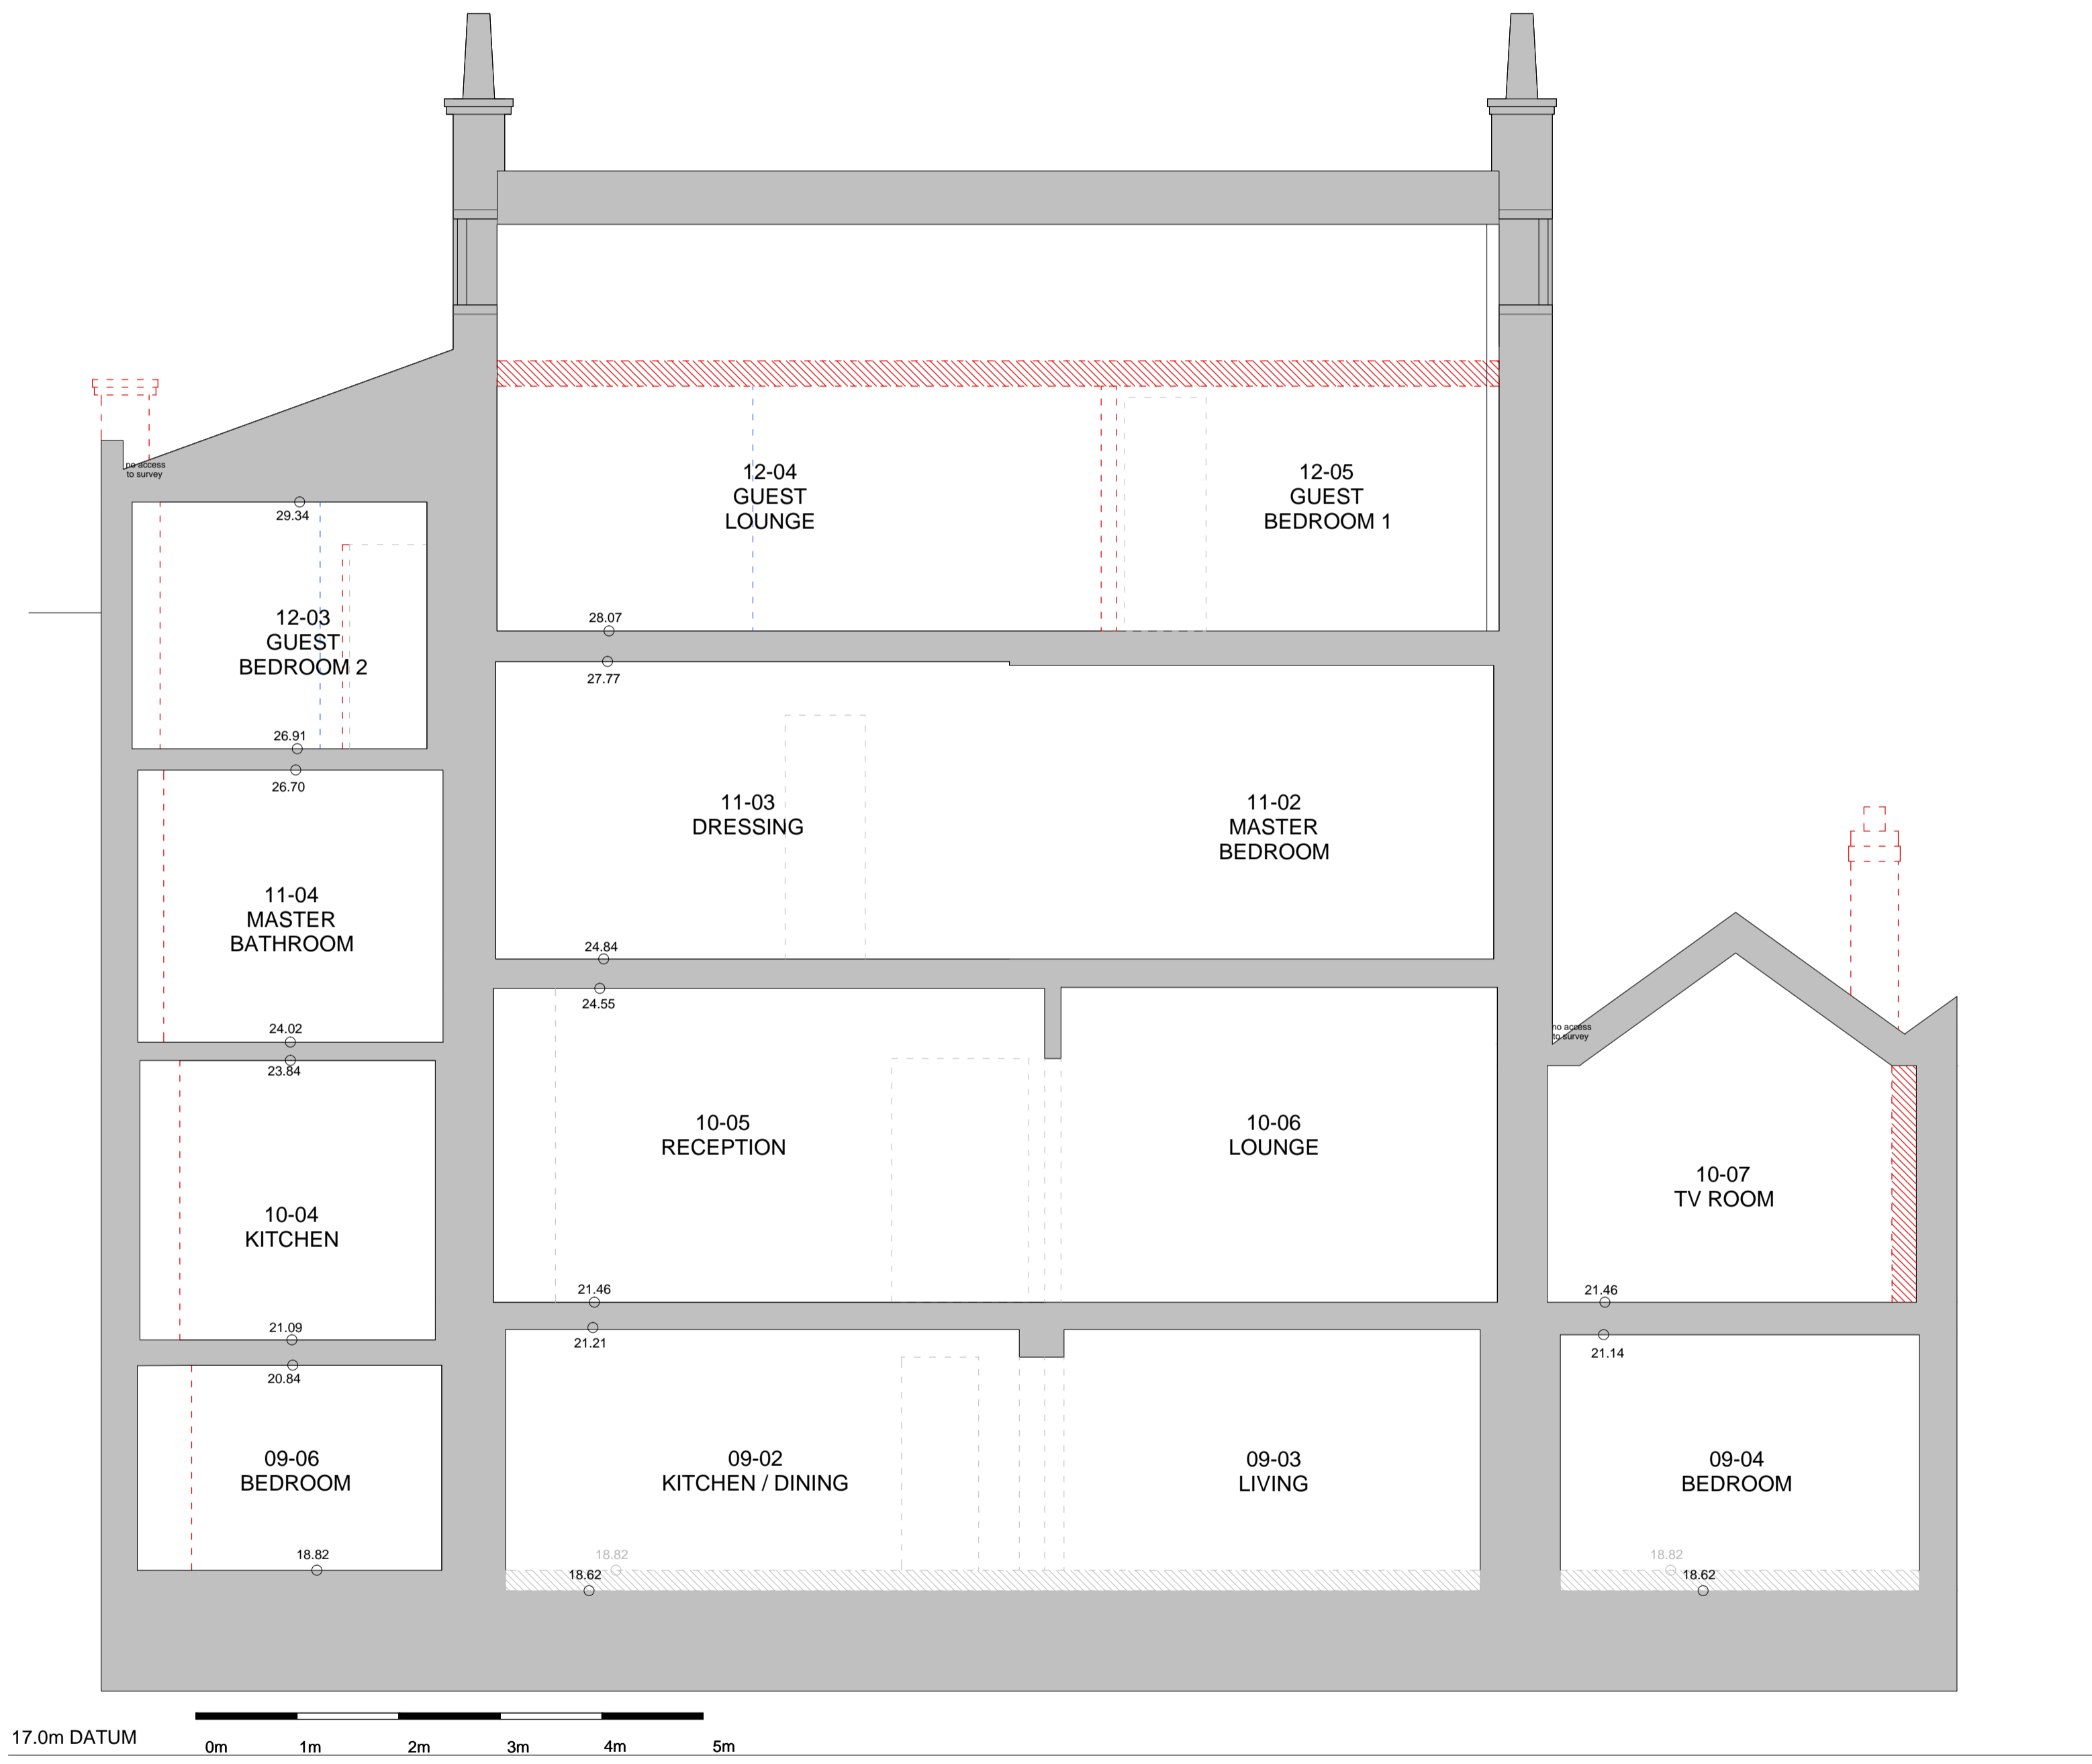 no access
to survey
12-04
GUEST
LOUNGE
12-05
GUEST
BEDROOM 1
29.34
12-03
GUEST
BEDROOM 2
28.07
27.77
26.91
26.70
11-03
DRESSING
11-02
MASTER
BEDROOM
11-04
MASTER
BATHROOM
24.84
24.55
24.02
23.84
no access
to survey
10-05
RECEPTION
10-06
LOUNGE
10-07
TV ROOM
10-04
KITCHEN
21.46
21.46
21.09
21.21
21.14
20.84
09-06
BEDROOM
09-02
KITCHEN / DINING
09-03
LIVING
09-04
BEDROOM
18.82
18.82
18.62
18.82
18.62
17.0m DATUM
0m 1m 2m 3m 4m 5m